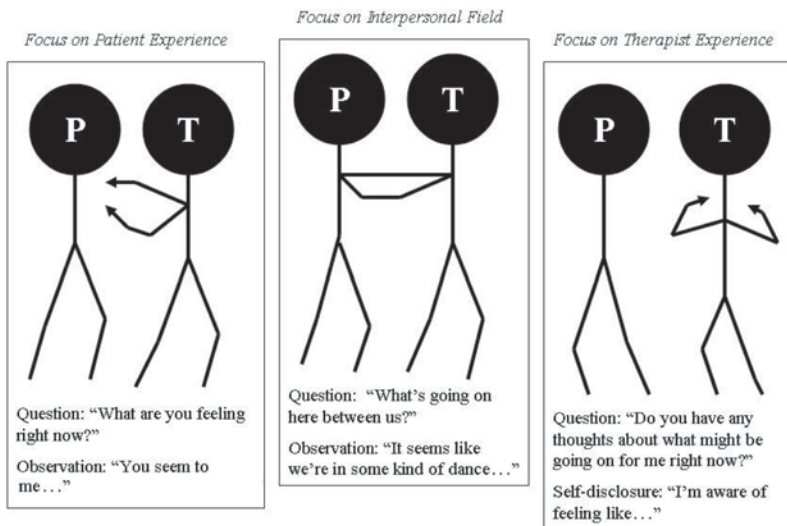 Focus on Patient Experience
P T
Question: “What are you feeling
right now?”
Observation: “You seem to
me…”
Focus on Interpersonal Field
P T
Question: “What’s going on
here between us?”
Observation: “It seems like
we’re in some kind of dance…”
Focus on Therapist Experience
P T
Question: “Do you have any
thoughts about what might be
going on for me right now?”
Self-disclosure: “I’m aware of
feeling like…”